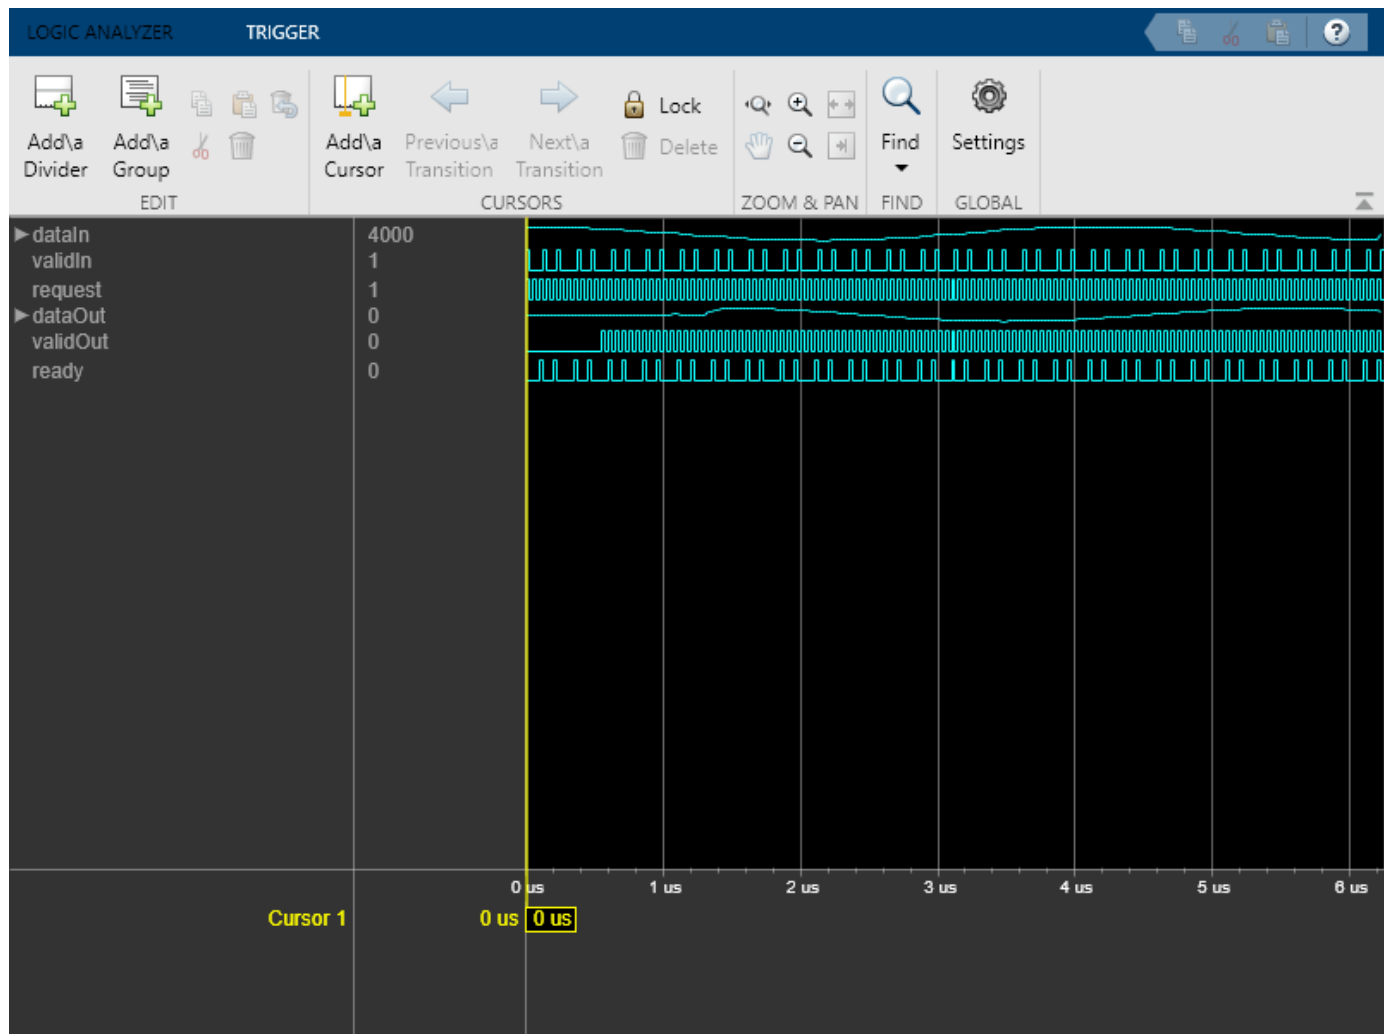 LOGIC ANALYZER TRIGGER
?
Lock
Add\a Add\a Add\a Previous\a Next\a Delete Find Settings
Divider Group Cursor Transition Transition
EDIT CURSORS ZOOM & PAN FIND GLOBAL
dataIn 4000
validIn 1
request 1
dataOut 0
validOut 0
ready 0
0 us 1 us 2 us 3 us 4 us 5 us 6 us
Cursor 1 0 us 0 us